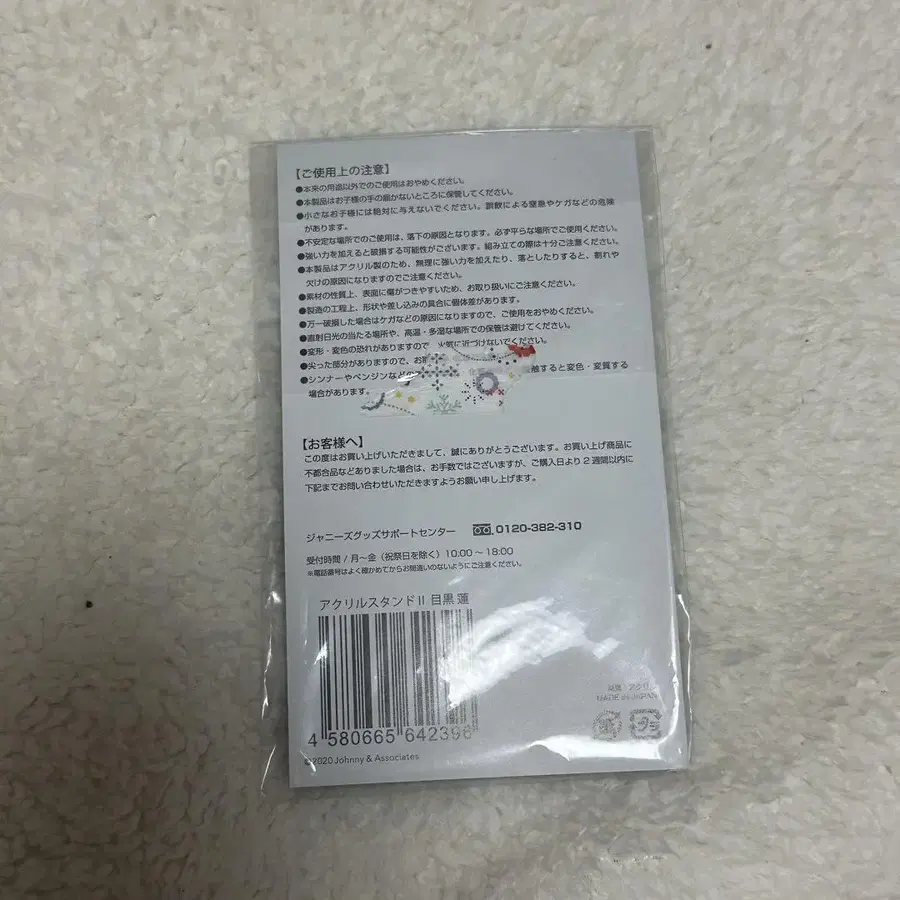 【ご使用上の注意】
●本来の用途以外でのご使用はおやめください。
●本製品はお子様の手の届かないところに保管してください。
●小さなお子様には絶対に与えないでください。誤飲による窒息やケガなどの危険
があります。
●不安定な場所でのご使用は、落下の原因となります。必ず平らな場所でご使用ください。
●強い力を加えると破損する可能性がございます。組み立ての際は十分ご注意ください。
●本製品はアクリル製のため、無理に強い力を加えたり、落としたりすると、割れや
欠けの原因になりますのでご注意ください。
●素材の性質上、表面に傷がつきやすいため、お取り扱いにご注意ください。
●製造の工程上、形状や差し込みの具合に個体差があります。
●万一破損した場合はケガなどの原因になりますので、ご使用をおやめください。
●直射日光の当たる場所や、高温・多湿な場所での保管は避けてください。
●変形・変色の恐れがありますので、火気に近づけないでください。
●尖った部分がありますので、お
●シンナーやベンジンなどの 触すると変色・変質する
場合があります。
【お客様へ】
この度はお買い上げいただきまして、誠にありがとうございます。お買い上げ商品に
不都合品などありました場合は、お手数ではございますが、ご購入日より2週間以内に
下記までお問い合わせいただきますようお願い申し上げます。
ジャニーズグッズサポートセンター 0120-382-310
受付時間/月〜金（祝祭日を除く）10:00〜18:00
※電話番号はよく確かめてからお間違いのないようにご注意ください。
アクリルスタンドII 目黒 蓮
4 580665 642396
©2020 Johnny & Associates
MADE IN JAPAN